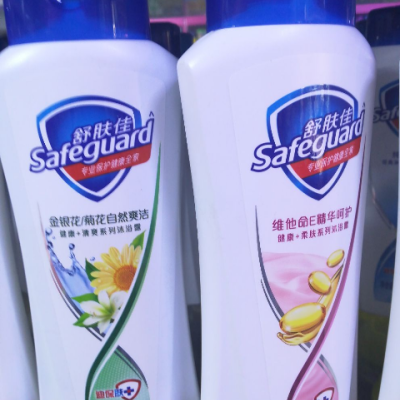 舒肤佳
Safeguard
专业保护健康全家
金银花/菊花自然爽洁
健康+清爽系列沐浴露
舒肤佳
Safeguard
专业保护健康全家
维他命E精华呵护
健康+柔肤系列沐浴露